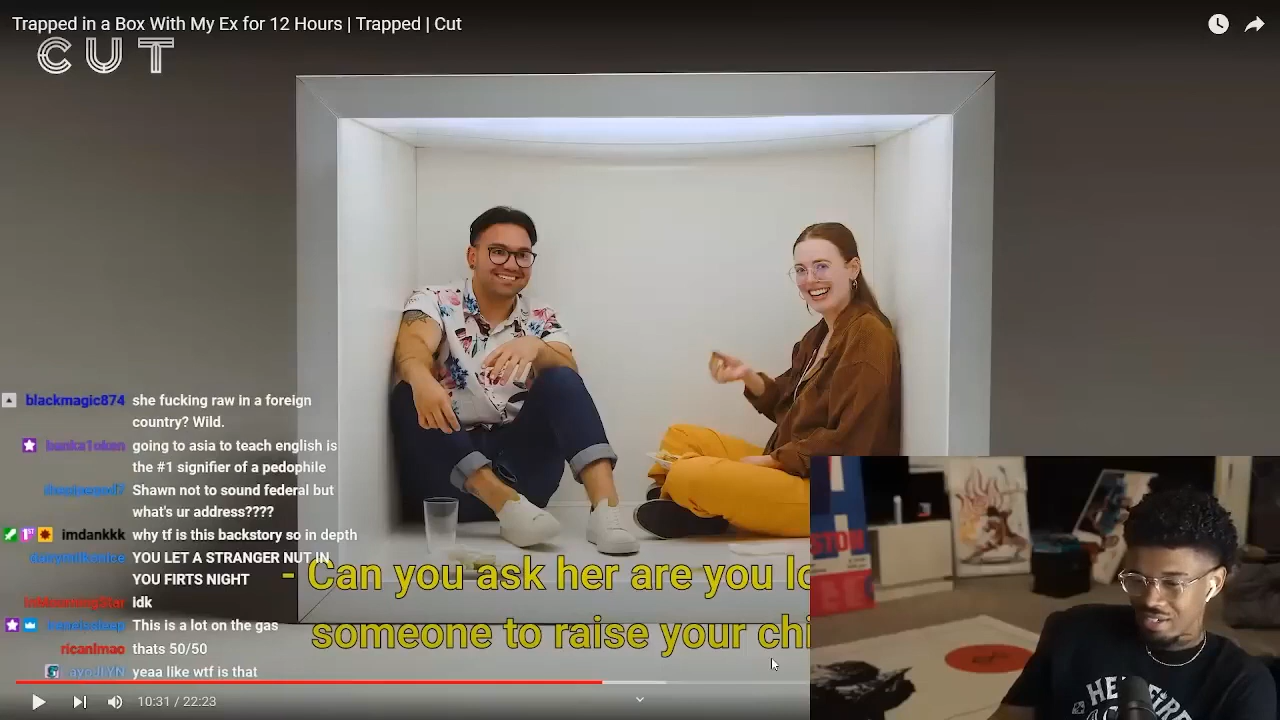 Trapped in a Box With My Ex for 12 Hours | Trapped | Cut
CUT
blackmagic874 she fucking raw in a foreign
country? Wild.
going to asia to teach english is
the #1 signifier of a pedophile
Shawn not to sound federal but
what's ur address????
imdankkk why tf is this backstory so in depth
YOU LET A STRANGER NUT IN
YOU FIRTS NIGHT
idk
This is a lot on the gas
ricanlmao thats 50/50
yeaa like wtf is that
- Can you ask her are you lo
someone to raise your chi
10:31 / 22:23
STON
HELLFIRE